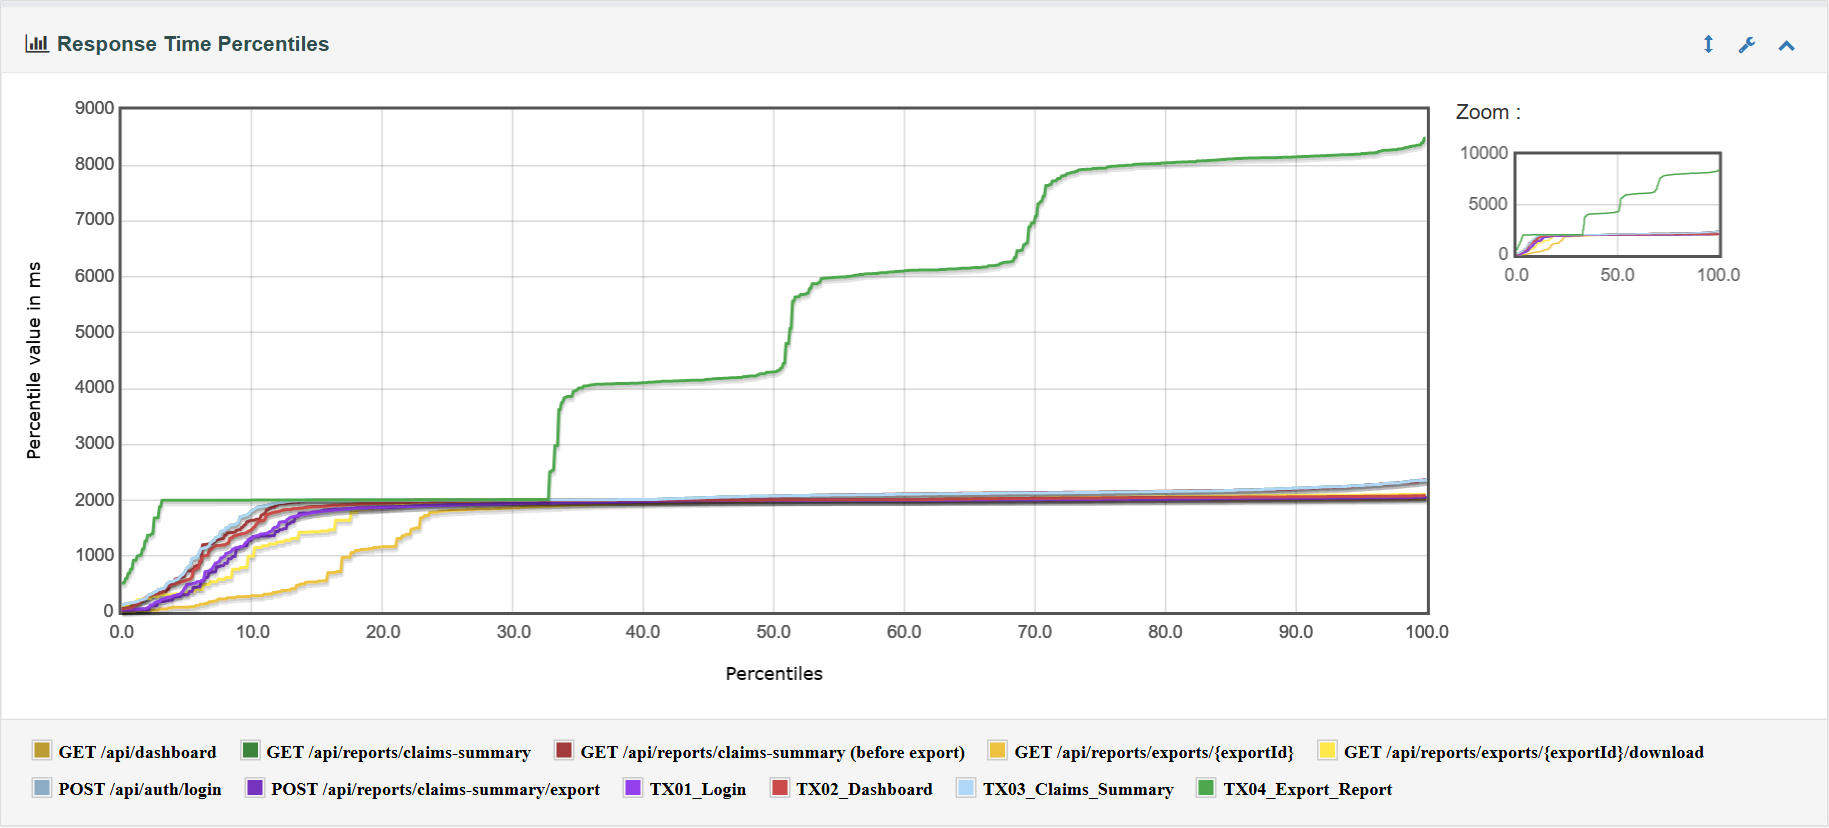 Response Time Percentiles
Zoom :
9000
8000
7000
6000
5000
4000
3000
2000
1000
0
Percentile value in ms
0.0 10.0 20.0 30.0 40.0 50.0 60.0 70.0 80.0 90.0 100.0
Percentiles
10000
5000
0
0.0 50.0 100.0
GET /api/dashboard GET /api/reports/claims-summary GET /api/reports/claims-summary (before export) GET /api/reports/exports/{exportId} GET /api/reports/exports/{exportId}/download
POST /api/auth/login POST /api/reports/claims-summary/export TX01_Login TX02_Dashboard TX03_Claims_Summary TX04_Export_Report